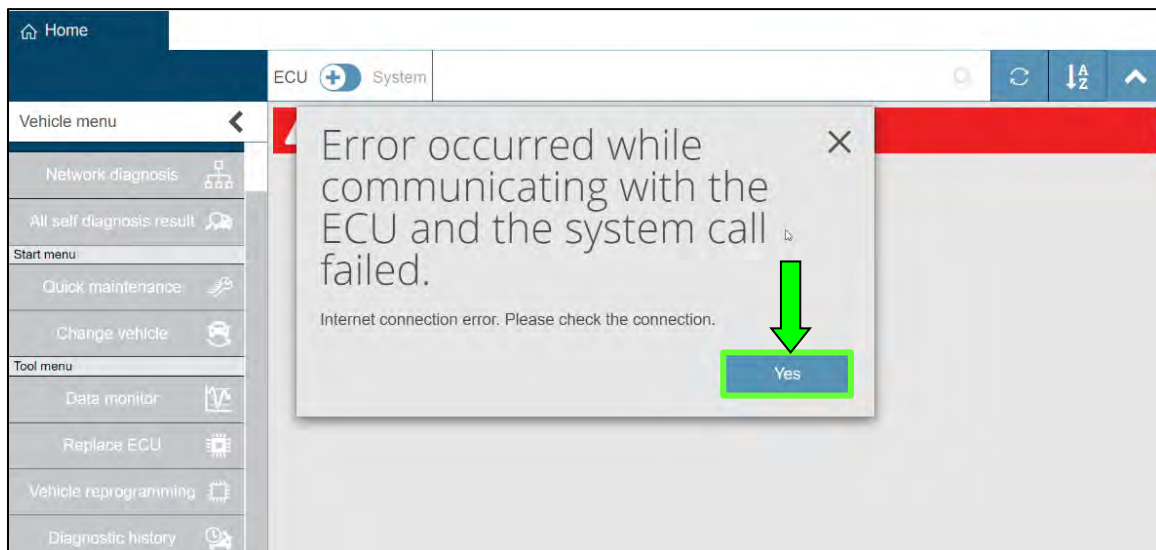 Home
ECU System
Vehicle menu
Network diagnosis
All self diagnosis result
Start menu
Quick maintenance
Change vehicle
Tool menu
Data monitor
Replace ECU
Vehicle reprogramming
Diagnostic history
A
Z
Error occurred while
communicating with the
ECU and the system call
failed.
Internet connection error. Please check the connection.
Yes